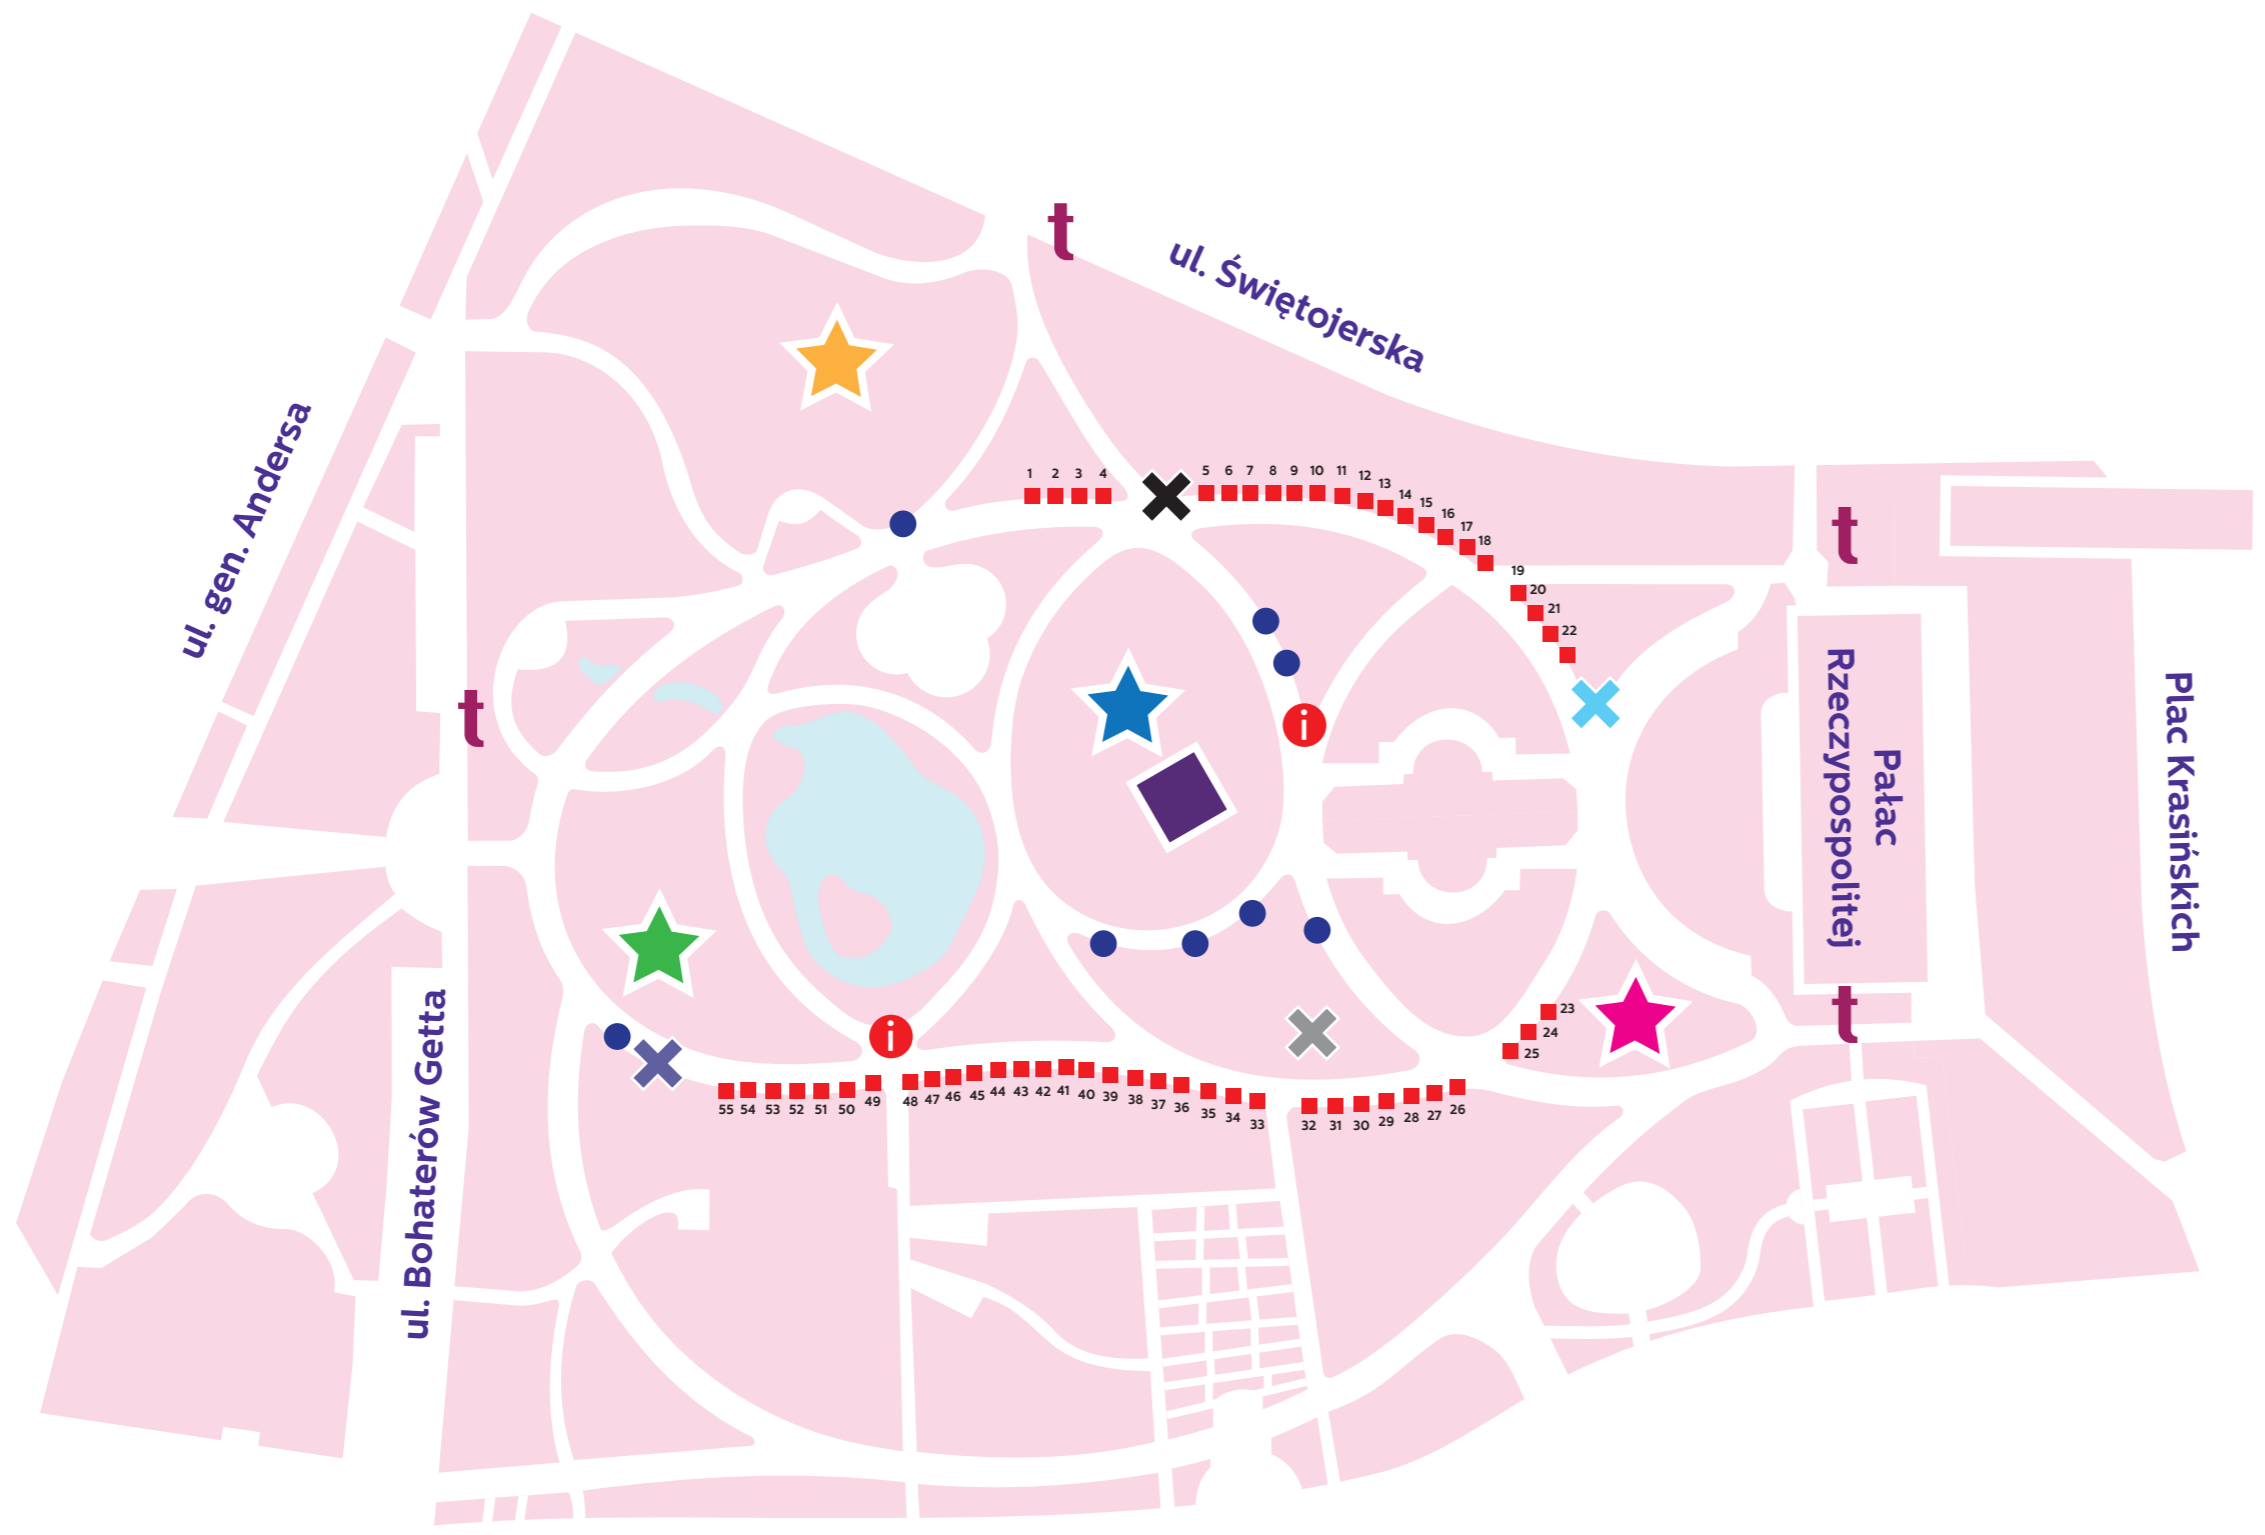 t
ul. Świętojerska
ul. gen. Andersa
1 2 3 4
5 6 7 8 9 10 11 12 13 14 15 16 17 18
19
20
21
22
t
i
t
Pałac
Rzeczypospolitej
Plac Krasińskich
t
i
23
24
25
55 54 53 52 51 50 49 48 47 46 45 44 43 42 41 40 39 38 37 36 35 34 33 32 31 30 29 28 27 26
ul. Bohaterów Getta